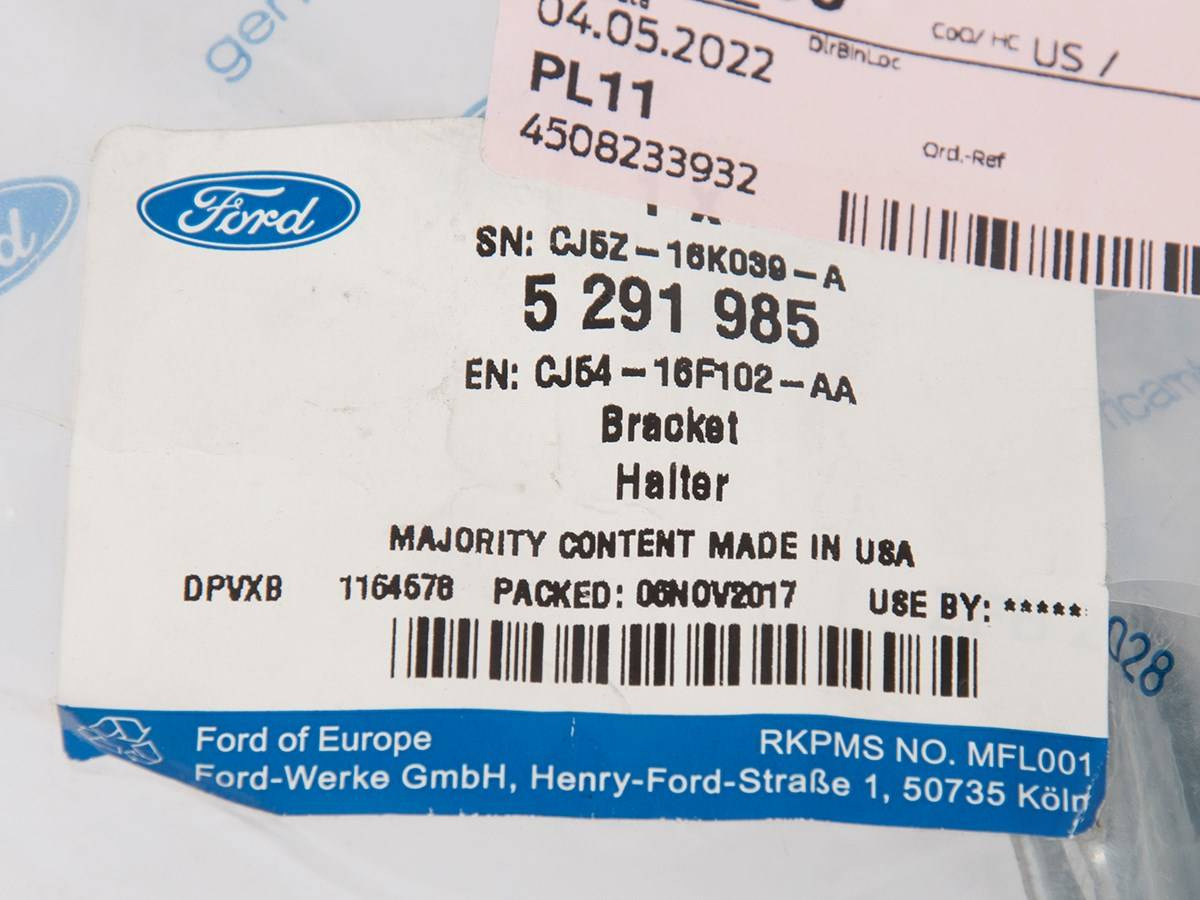 04.05.2022
DlrBinLoc
CoO/ HC US /
PL11
4508233932
Ord.-Ref
Ford
SN: CJ5Z-16K039-A
5 291 985
EN: CJ54-16F102-AA
Bracket
Halter
MAJORITY CONTENT MADE IN USA
DPVXB 1164578 PACKED: 06NOV2017 USE BY: *****
028
Ford of Europe RKPMS NO. MFL001
Ford-Werke GmbH, Henry-Ford-Straße 1, 50735 Köln